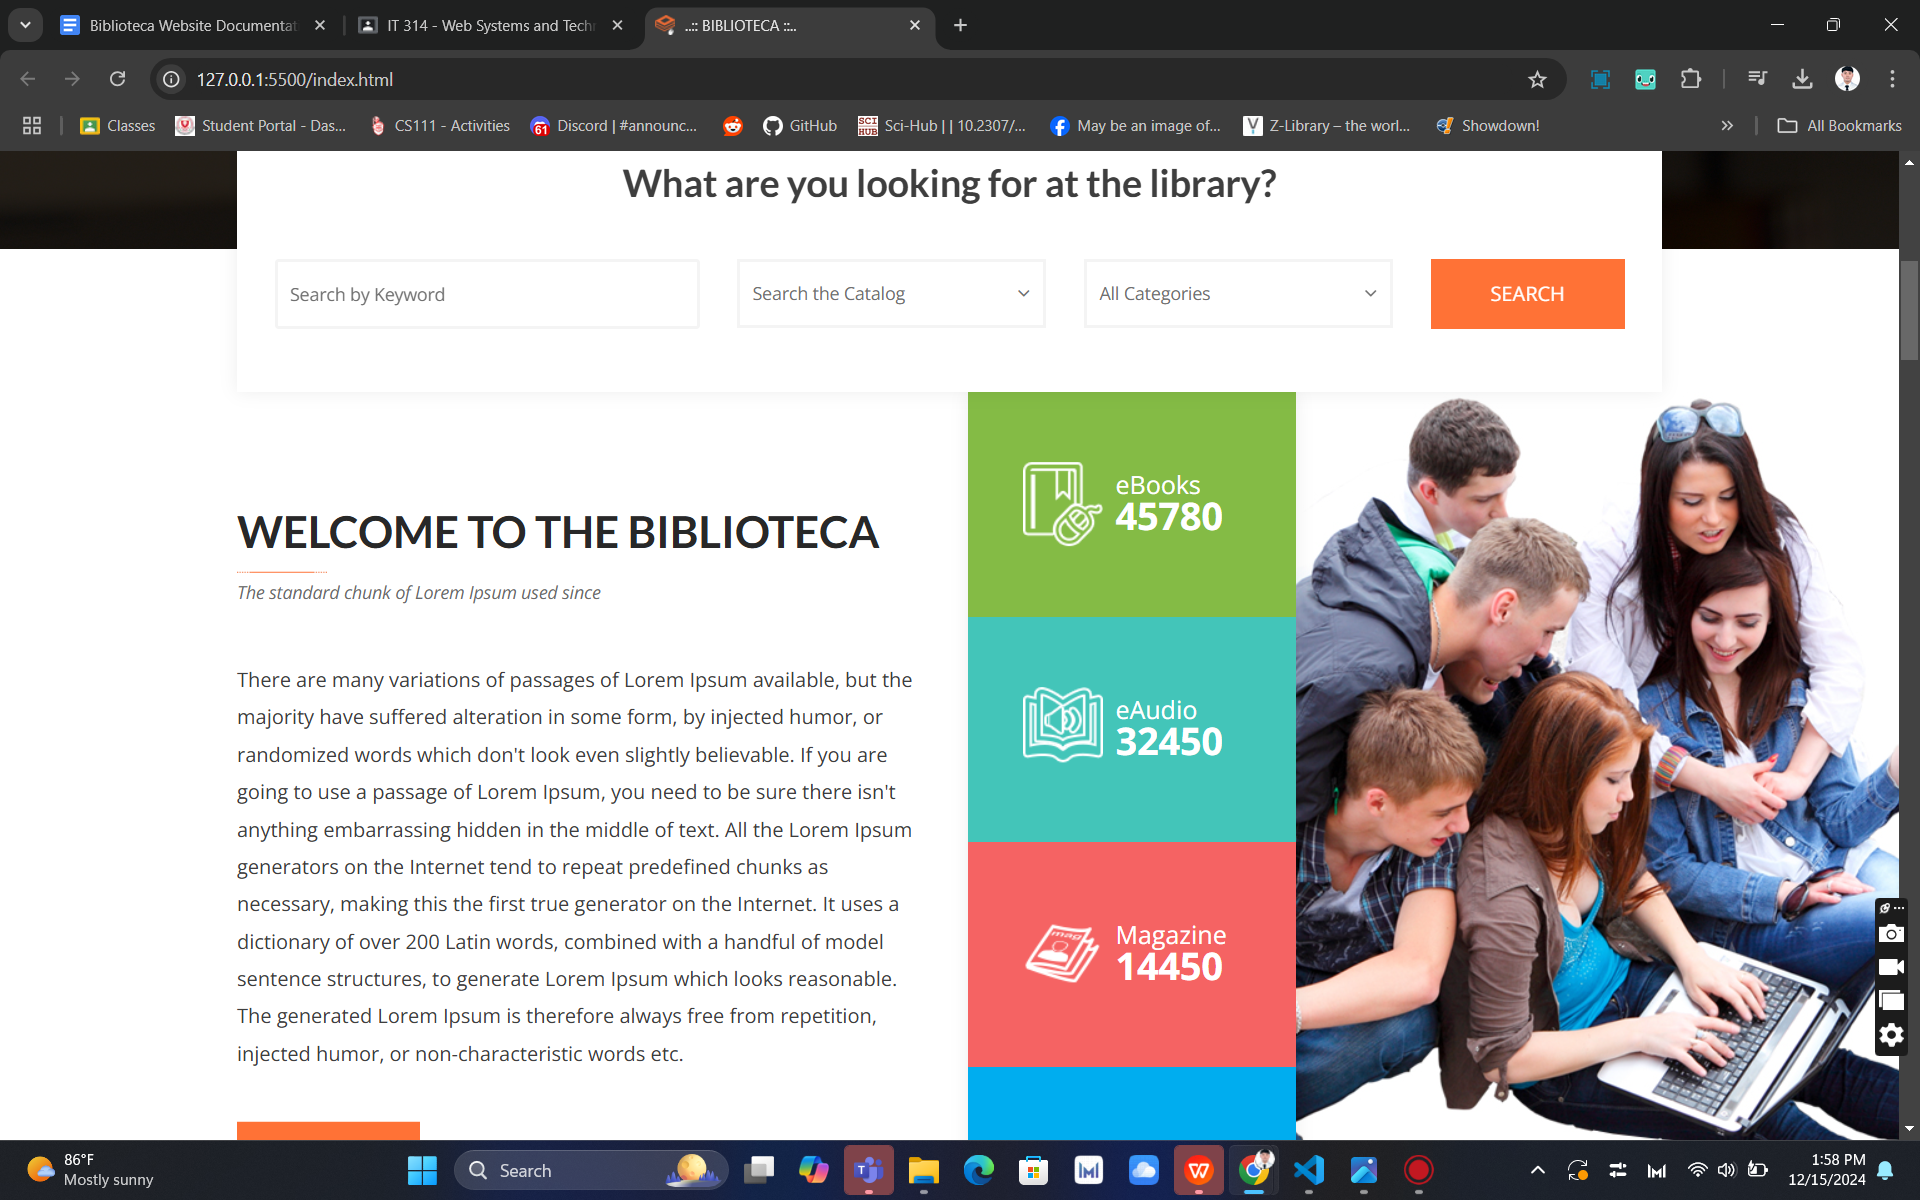 Biblioteca Website Documentat
IT 314 - Web Systems and Tech
..:: BIBLIOTECA ::..
127.0.0.1:5500/index.html
Classes
Student Portal - Das...
CS111 - Activities
61
Discord | #announc...
GitHub
SCI HUB
Sci-Hub | | 10.2307/...
May be an image of...
Z-Library – the worl...
Showdown!
All Bookmarks
What are you looking for at the library?
Search by Keyword
Search the Catalog
All Categories
SEARCH
WELCOME TO THE BIBLIOTECA
The standard chunk of Lorem Ipsum used since
There are many variations of passages of Lorem Ipsum available, but the
majority have suffered alteration in some form, by injected humor, or
randomized words which don't look even slightly believable. If you are
going to use a passage of Lorem Ipsum, you need to be sure there isn't
anything embarrassing hidden in the middle of text. All the Lorem Ipsum
generators on the Internet tend to repeat predefined chunks as
necessary, making this the first true generator on the Internet. It uses a
dictionary of over 200 Latin words, combined with a handful of model
sentence structures, to generate Lorem Ipsum which looks reasonable.
The generated Lorem Ipsum is therefore always free from repetition,
injected humor, or non-characteristic words etc.
eBooks
45780
eAudio
32450
mag
Magazine
14450
86°F
Mostly sunny
Search
1:58 PM
12/15/2024